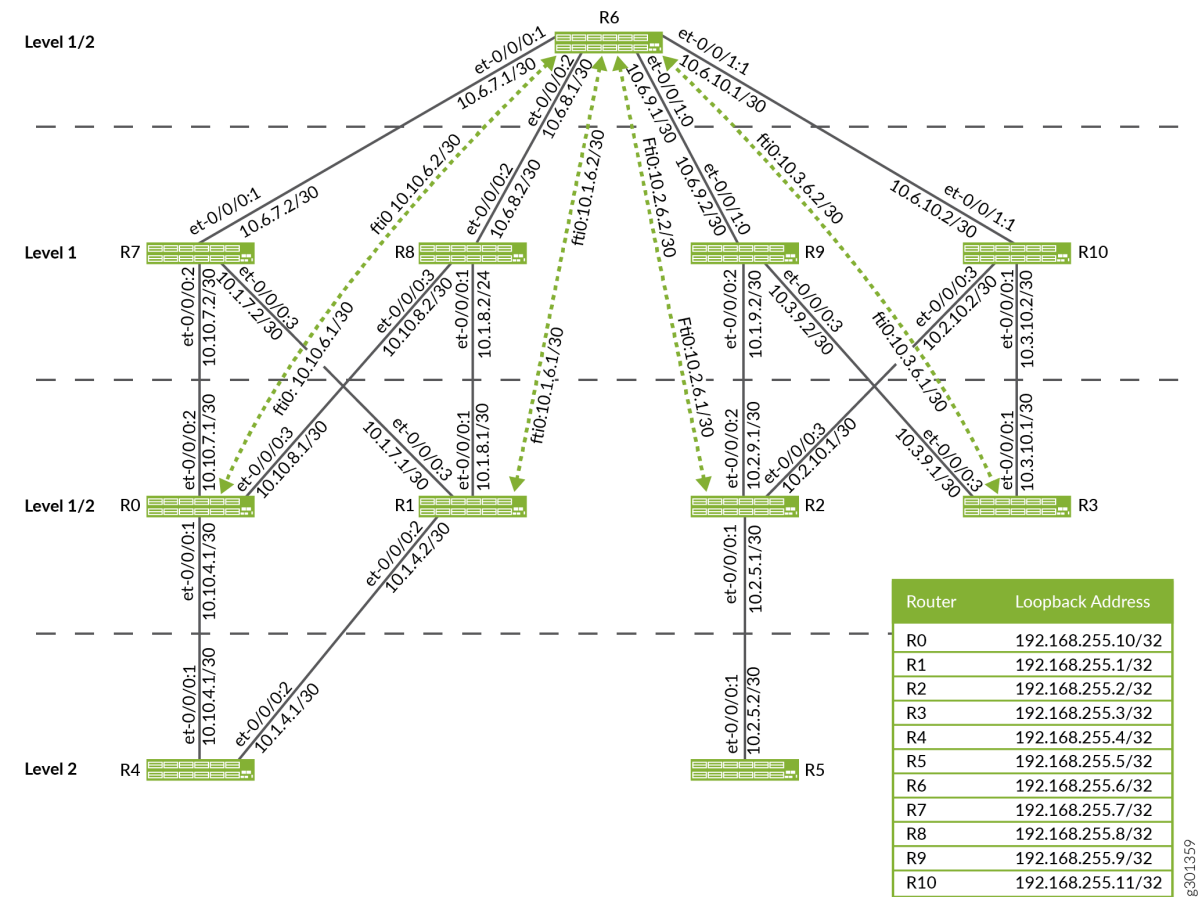 R6
Level 1/2
et-0/0/0:1
10.6.7.1/30
et-0/0/0:2
10.6.8.1/30
et-0/0/1:0
10.6.9.1/30
et-0/0/1:1
10.6.10.1/30
fti0 10.10.6.2/30
fti0:10.1.6.2/30
Fti0:10.2.6.2/30
fti0:10.3.6.2/30
et-0/0/0:1
10.6.7.2/30
et-0/0/0:2
10.6.8.2/30
et-0/0/1:0
10.6.9.2/30
et-0/0/1:1
10.6.10.2/30
Level 1
R7
R8
R9
R10
et-0/0/0:2
10.10.7.2/30
et-0/0/0:3
10.1.7.2/30
et-0/0/0:3
10.10.8.2/30
et-0/0/0:1
10.1.8.2/24
et-0/0/0:2
10.1.9.2/30
et-0/0/0:3
10.3.9.2/30
et-0/0/0:3
10.2.10.2/30
et-0/0/0:1
10.3.10.2/30
fti0: 10.10.6.1/30
fti0:10.1.6.1/30
Fti0:10.2.6.1/30
fti0:10.3.6.1/30
et-0/0/0:2
10.10.7.1/30
et-0/0/0:3
10.10.8.1/30
et-0/0/0:3
10.1.7.1/30
et-0/0/0:1
10.1.8.1/30
et-0/0/0:2
10.2.9.1/30
et-0/0/0:3
10.2.10.1/30
et-0/0/0:3
10.3.9.1/30
et-0/0/0:1
10.3.10.1/30
Level 1/2
R0
R1
R2
R3
et-0/0/0:1
10.10.4.1/30
et-0/0/0:2
10.1.4.2/30
et-0/0/0:1
10.2.5.1/30
et-0/0/0:1
10.10.4.1/30
et-0/0/0:2
10.1.4.1/30
et-0/0/0:1
10.2.5.2/30
Level 2
R4
R5
Router Loopback Address
R0 192.168.255.10/32
R1 192.168.255.1/32
R2 192.168.255.2/32
R3 192.168.255.3/32
R4 192.168.255.4/32
R5 192.168.255.5/32
R6 192.168.255.6/32
R7 192.168.255.7/32
R8 192.168.255.8/32
R9 192.168.255.9/32
R10 192.168.255.11/32
g301359